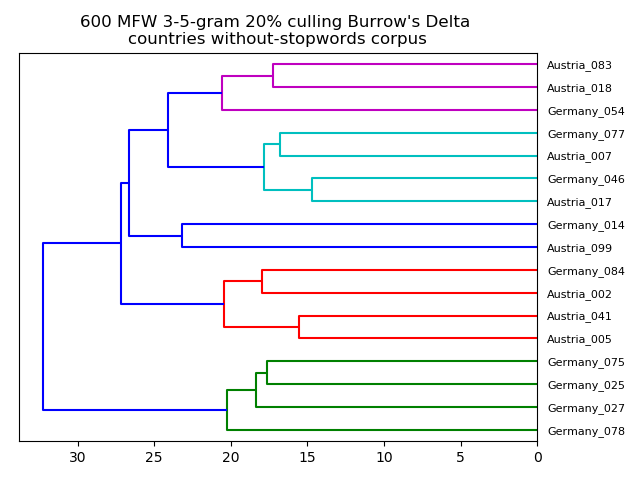 600 MFW 3-5-gram 20% culling Burrow's Delta
countries without-stopwords corpus
Austria_083
Austria_018
Germany_054
Germany_077
Austria_007
Germany_046
Austria_017
Germany_014
Austria_099
Germany_084
Austria_002
Austria_041
Austria_005
Germany_075
Germany_025
Germany_027
Germany_078
30 25 20 15 10 5 0